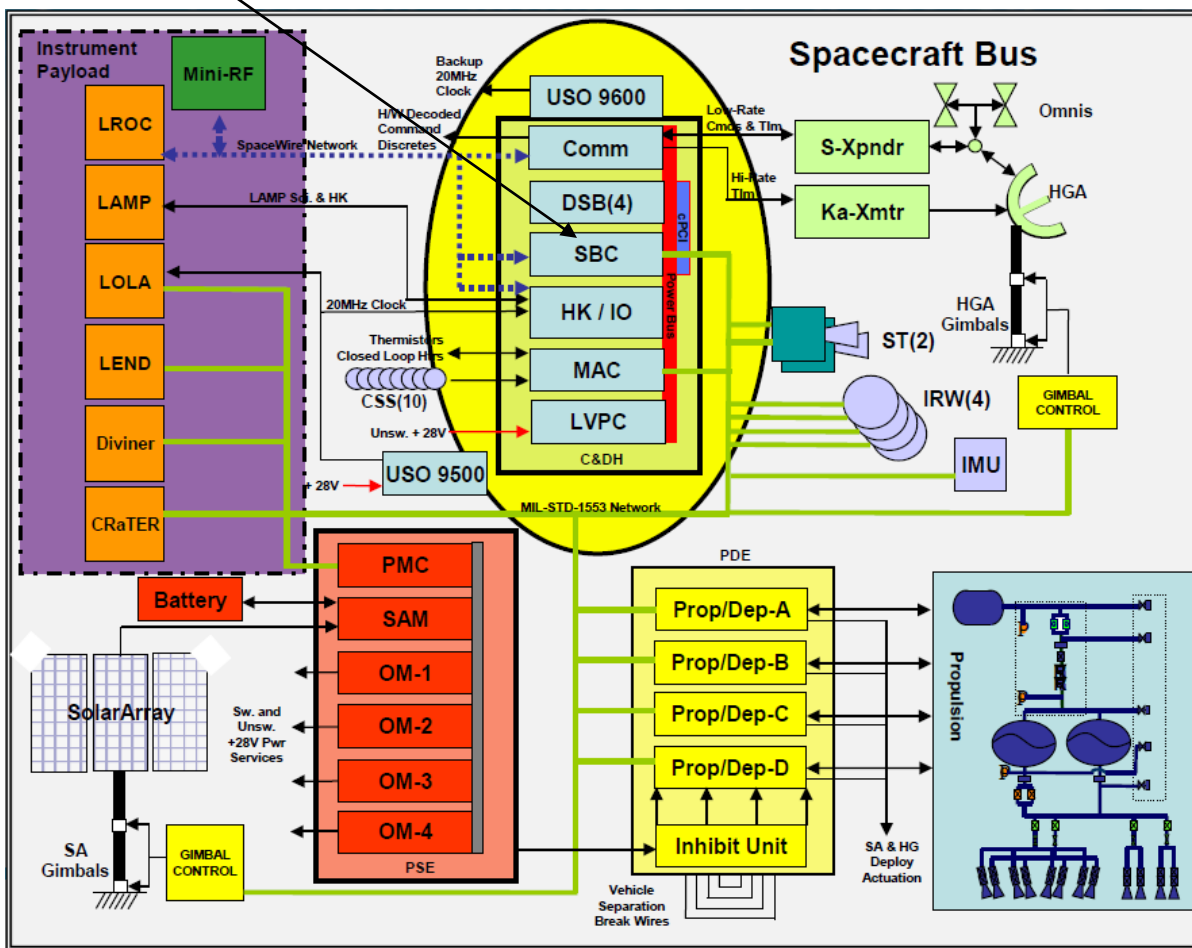 Instrument
Payload
Mini-RF
LROC
LAMP
LOLA
LEND
Diviner
CRaTER
SpaceWire Network
LAMP Sci. & HK
20MHz Clock
Backup
20MHz
Clock
H/W Decoded
Command
Discretes
USO 9600
Comm
DSB(4)
SBC
HK / IO
MAC
LVPC
C&DH
cPCI
Power Bus
Thermistors
Closed Loop Htrs
CSS(10)
Unsw. + 28V
USO 9500
+ 28V
MIL-STD-1553 Network
Spacecraft Bus
Low-Rate
Cmds & Tlm
Hi-Rate
Tlm
S-Xpndr
Ka-Xmtr
Omnis
HGA
HGA
Gimbals
ST(2)
IRW(4)
IMU
GIMBAL
CONTROL
Battery
SolarArray
SA
Gimbals
GIMBAL
CONTROL
Sw. and
Unsw.
+28V Pwr
Services
PMC
SAM
OM-1
OM-2
OM-3
OM-4
PSE
PDE
Prop/Dep-A
Prop/Dep-B
Prop/Dep-C
Prop/Dep-D
Inhibit Unit
Vehicle
Separation
Break Wires
SA & HG
Deploy
Actuation
Propulsion
P
P
P